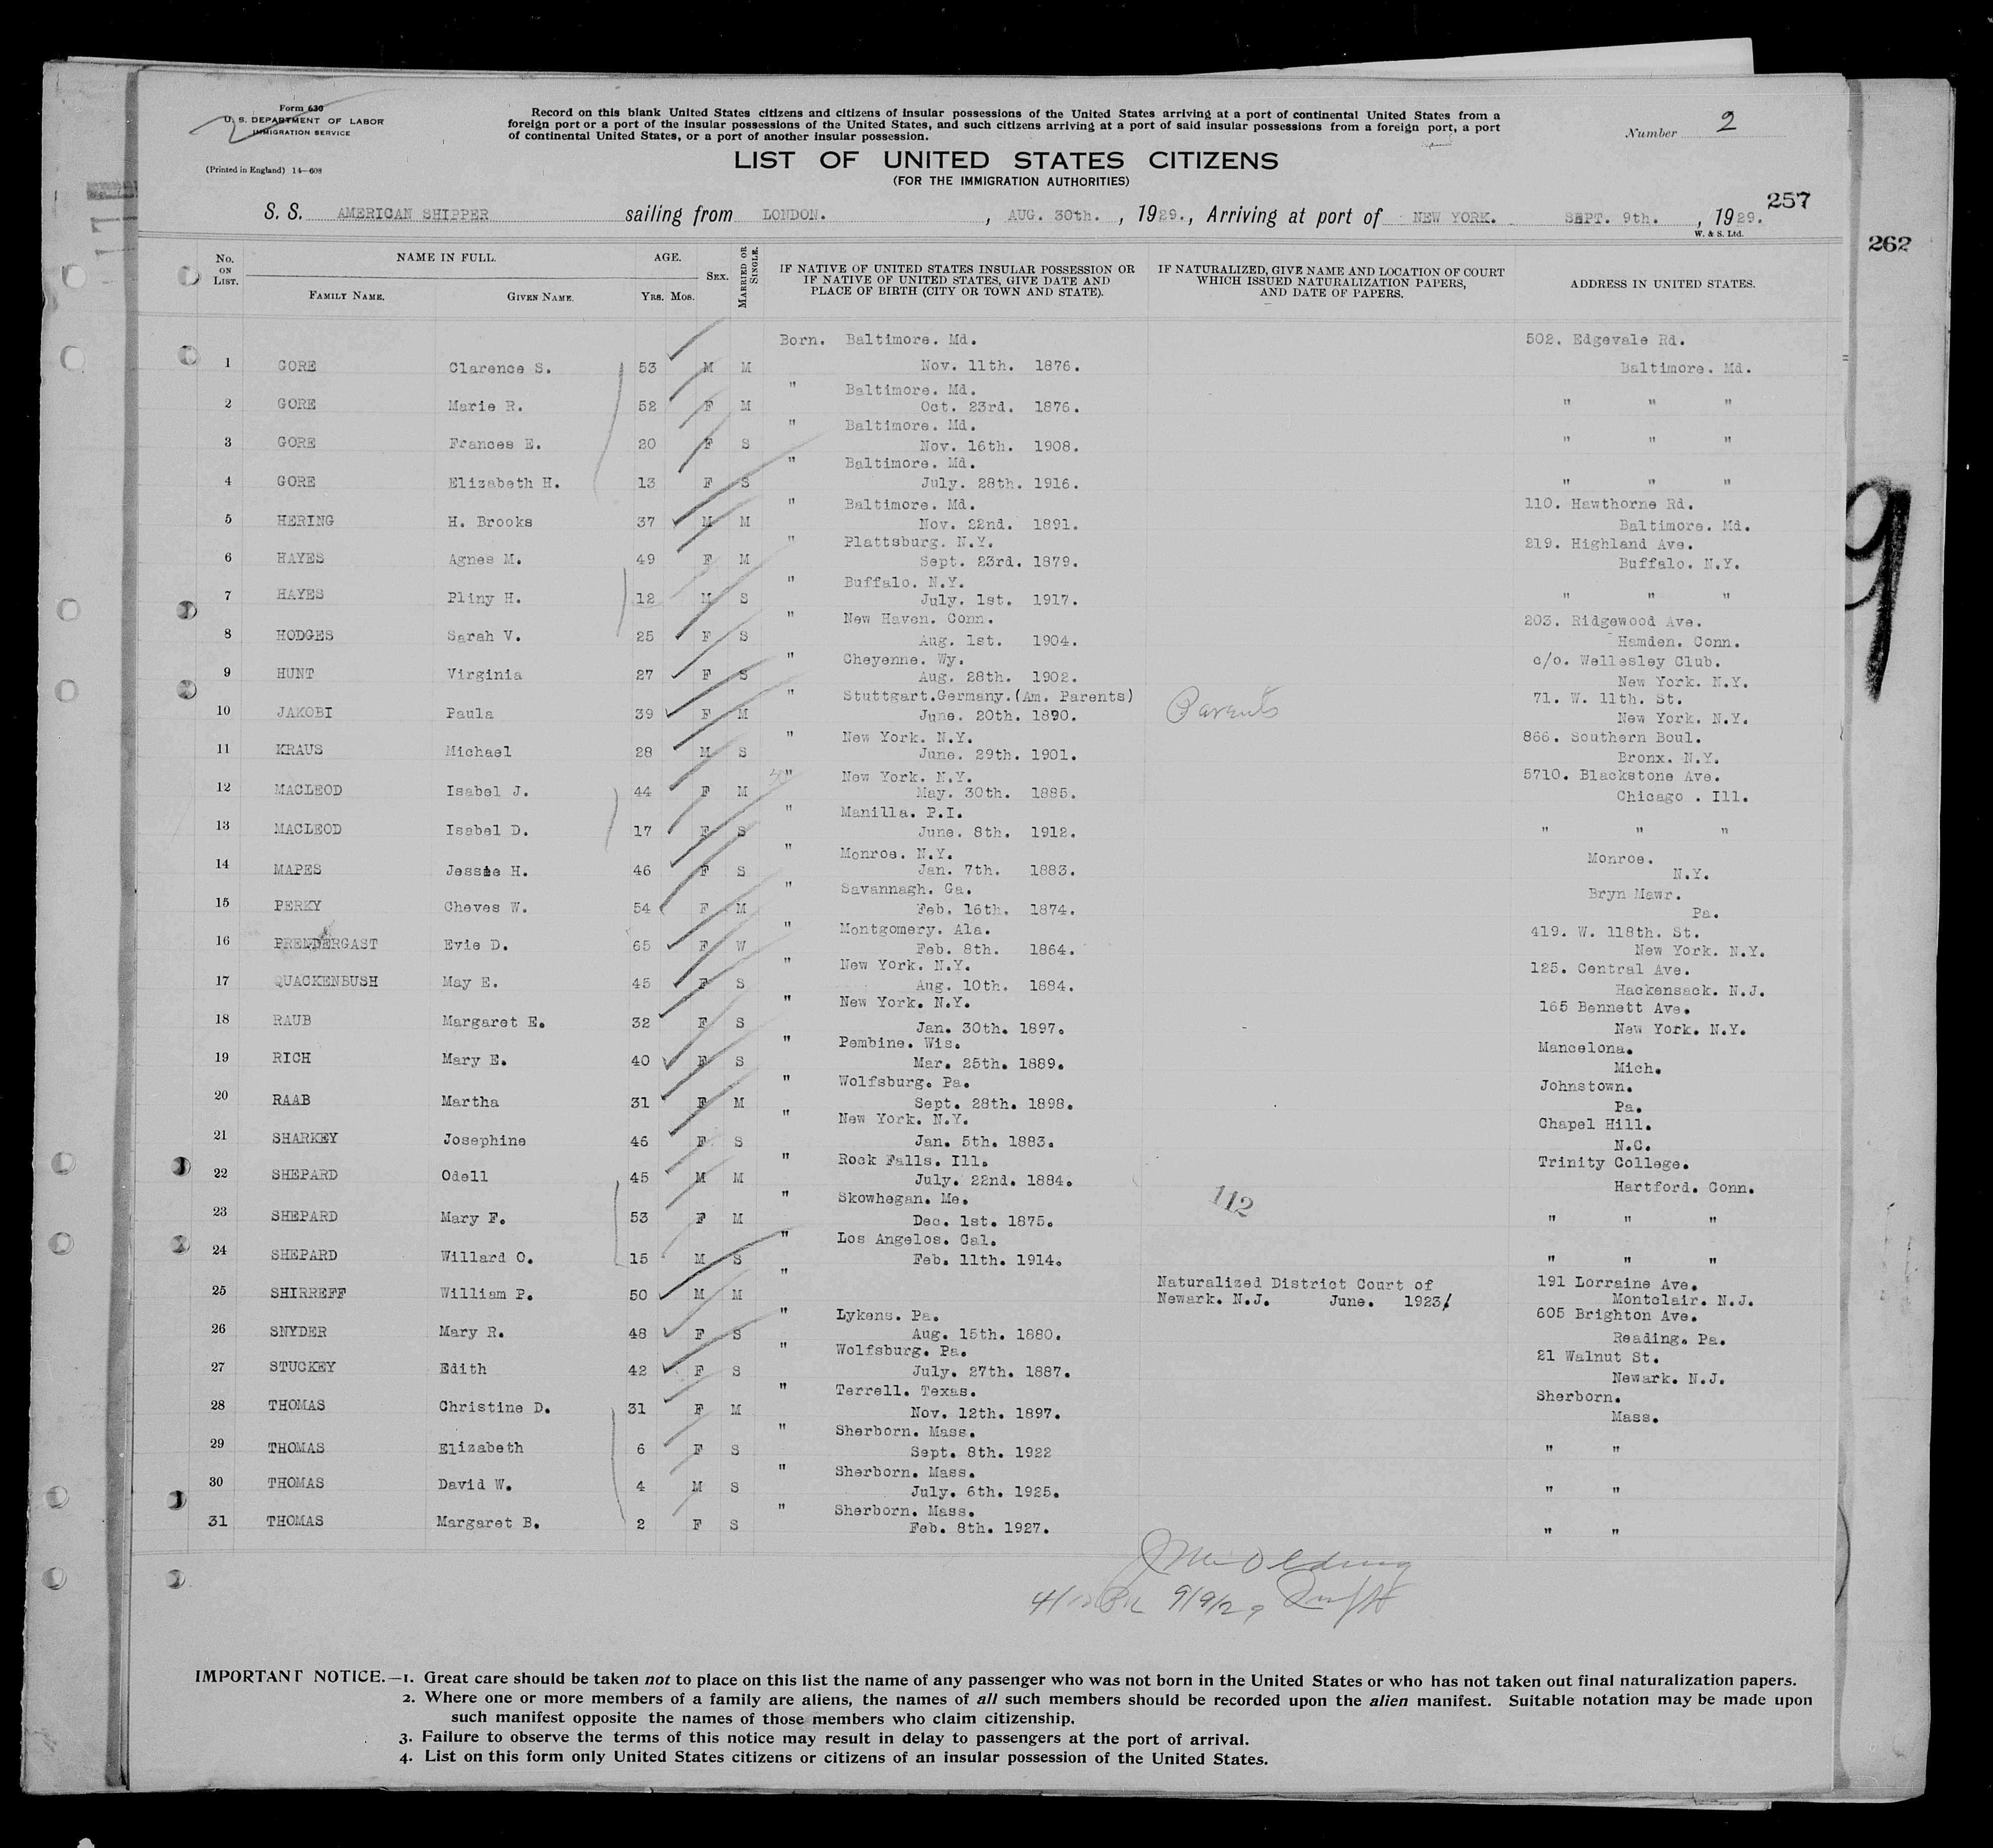 Form 630
U. S. DEPARTMENT OF LABOR
IMMIGRATION SERVICE
(Printed in England) 14—608
Record on this blank United States citizens and citizens of insular possessions of the United States arriving at a port of continental United States from a
foreign port or a port of the insular possessions of the United States, and such citizens arriving at a port of said insular possessions from a foreign port, a port
of continental United States, or a port of another insular possession.
Number 2
LIST OF UNITED STATES CITIZENS
(FOR THE IMMIGRATION AUTHORITIES)
257
262
S. S. AMERICAN SHIPPER sailing from LONDON. , AUG. 30th. , 1929., Arriving at port of NEW YORK. SEPT. 9th. , 1929.
W. & S. Ltd.
No. ON LIST.
NAME IN FULL.
FAMILY NAME. GIVEN NAME.
AGE.
Yrs. Mos.
SEX.
MARRIED OR SINGLE.
IF NATIVE OF UNITED STATES INSULAR POSSESSION OR
IF NATIVE OF UNITED STATES, GIVE DATE AND
PLACE OF BIRTH (CITY OR TOWN AND STATE).
IF NATURALIZED, GIVE NAME AND LOCATION OF COURT
WHICH ISSUED NATURALIZATION PAPERS,
AND DATE OF PAPERS.
ADDRESS IN UNITED STATES.
Born. Baltimore. Md. 502. Edgevale Rd.
1 GORE Clarence S. 53 M M Nov. 11th. 1876. Baltimore. Md.
" Baltimore. Md.
2 GORE Marie R. 52 F M Oct. 23rd. 1876. " " "
" Baltimore. Md.
3 GORE Frances E. 20 F S Nov. 16th. 1908. " " "
" Baltimore. Md.
4 GORE Elizabeth H. 13 F S July. 28th. 1916. " " "
" Baltimore. Md. 110. Hawthorne Rd.
5 HERING H. Brooks 37 M M Nov. 22nd. 1891. Baltimore. Md.
" Plattsburg. N.Y. 219. Highland Ave.
6 HAYES Agnes M. 49 F M Sept. 23rd. 1879. Buffalo. N.Y.
" Buffalo. N.Y.
7 HAYES Pliny H. 12 M S July. 1st. 1917. " " "
" New Haven. Conn. 203. Ridgewood Ave.
8 HODGES Sarah V. 25 F S Aug. 1st. 1904. Hamden. Conn.
" Cheyenne. Wy. c/o. Wellesley Club.
9 HUNT Virginia 27 F S Aug. 28th. 1902. New York. N.Y.
" Stuttgart.Germany.(Am. Parents) 71. W. 11th. St.
10 JAKOBI Paula 39 F M June. 20th. 1890. Parents New York. N.Y.
" New York. N.Y. 866. Southern Boul.
11 KRAUS Michael 28 M S June. 29th. 1901. Bronx. N.Y.
" New York. N.Y. 5710. Blackstone Ave.
12 MACLEOD Isabel J. 44 F M May. 30th. 1885. Chicago . Ill.
" Manilla. P.I.
13 MACLEOD Isabel D. 17 F S June. 8th. 1912. " " "
" Monroe. N.Y. Monroe.
14 MAPES Jessie H. 46 F S Jan. 7th. 1883. N.Y.
" Savannagh. Ga. Bryn Mawr.
15 PERKY Cheves W. 54 F M Feb. 16th. 1874. Pa.
" Montgomery. Ala. 419. W. 118th. St.
16 PRENDERGAST Evie D. 65 F W Feb. 8th. 1864. New York. N.Y.
" New York. N.Y. 125. Central Ave.
17 QUACKENBUSH May E. 45 F S Aug. 10th. 1884. Hackensack. N.J.
" New York. N.Y. 165 Bennett Ave.
18 RAUB Margaret E. 32 F S Jan. 30th. 1897. New York. N.Y.
" Pembine. Wis. Mancelona.
19 RICH Mary E. 40 F S Mar. 25th. 1889. Mich.
" Wolfsburg. Pa. Johnstown.
20 RAAB Martha 31 F M Sept. 28th. 1898. Pa.
" New York. N.Y. Chapel Hill.
21 SHARKEY Josephine 46 F S Jan. 5th. 1883. N.C.
" Rock Falls. Ill. Trinity College.
22 SHEPARD Odell 45 M M July. 22nd. 1884. Hartford. Conn.
" Skowhegan. Me. 112
23 SHEPARD Mary F. 53 F M Dec. 1st. 1875. " " "
" Los Angelos. Cal.
24 SHEPARD Willard O. 15 M S Feb. 11th. 1914. " " "
" Naturalized District Court of 191 Lorraine Ave.
25 SHIRREFF William P. 50 M M Newark. N.J. June. 1923. Montclair. N.J.
" Lykens. Pa. 605 Brighton Ave.
26 SNYDER Mary R. 48 F S Aug. 15th. 1880. Reading. Pa.
" Wolfsburg. Pa. 21 Walnut St.
27 STUCKEY Edith 42 F S July. 27th. 1887. Newark. N.J.
" Terrell. Texas. Sherborn.
28 THOMAS Christine D. 31 F M Nov. 12th. 1897. Mass.
" Sherborn. Mass.
29 THOMAS Elizabeth 6 F S Sept. 8th. 1922 " "
" Sherborn. Mass.
30 THOMAS David W. 4 M S July. 6th. 1925. " "
" Sherborn. Mass.
31 THOMAS Margaret B. 2 F S Feb. 8th. 1927. " "
9/9/29
IMPORTANT NOTICE.—1. Great care should be taken not to place on this list the name of any passenger who was not born in the United States or who has not taken out final naturalization papers.
2. Where one or more members of a family are aliens, the names of all such members should be recorded upon the alien manifest. Suitable notation may be made upon
such manifest opposite the names of those members who claim citizenship.
3. Failure to observe the terms of this notice may result in delay to passengers at the port of arrival.
4. List on this form only United States citizens or citizens of an insular possession of the United States.
9